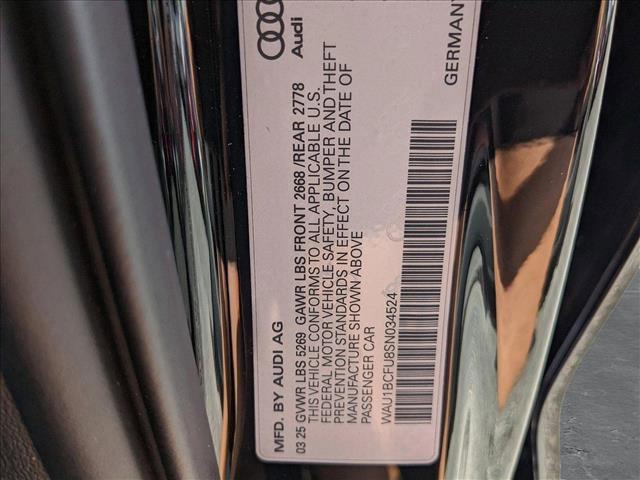 Audi
GERMANY
MFD. BY AUDI AG
03 25 GVWR LBS 5269 GAWR LBS FRONT 2668 /REAR 2778
THIS VEHICLE CONFORMS TO ALL APPLICABLE U.S.
FEDERAL MOTOR VEHICLE SAFETY, BUMPER AND THEFT
PREVENTION STANDARDS IN EFFECT ON THE DATE OF
MANUFACTURE SHOWN ABOVE
PASSENGER CAR
WAU1BCFU8SN034524